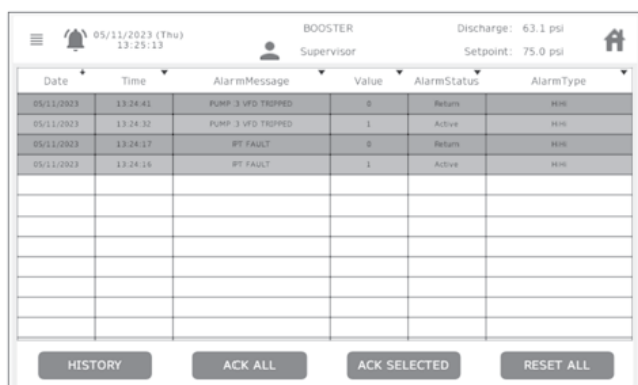 BOOSTER Discharge: 63.1 psi
05/11/2023 (Thu)
13:25:13 Supervisor Setpoint: 75.0 psi
Date Time AlarmMessage Value AlarmStatus AlarmType
05/11/2023 13:24:41 PUMP :3 VFD TRIPPED 0 Return HiHi
05/11/2023 13:24:32 PUMP :3 VFD TRIPPED 1 Active HiHi
05/11/2023 13:24:17 IPT FAULT 0 Return HiHi
05/11/2023 13:24:16 IPT FAULT 1 Active HiHi
HISTORY ACK ALL ACK SELECTED RESET ALL